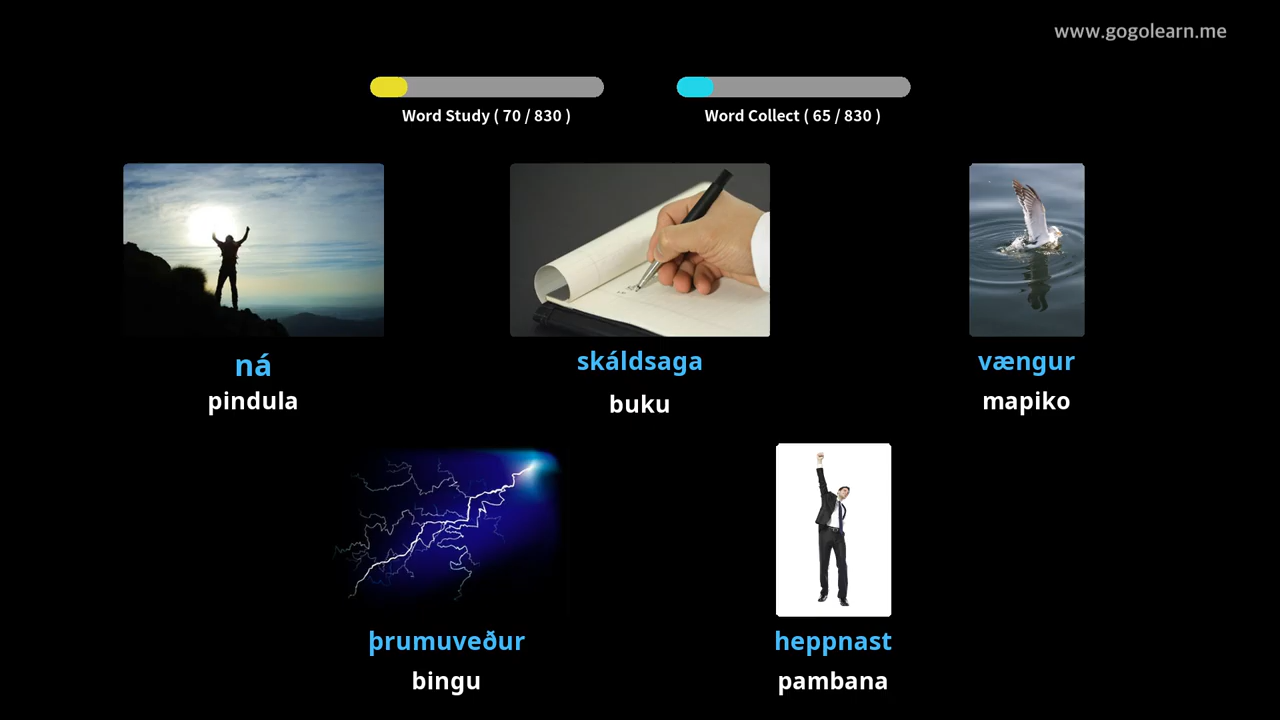 www.gogolearn.me
Word Study ( 70 / 830 )
Word Collect ( 65 / 830 )
ná
pindula
skáldsaga
buku
vængur
mapiko
þrumuveður
bingu
heppnast
pambana